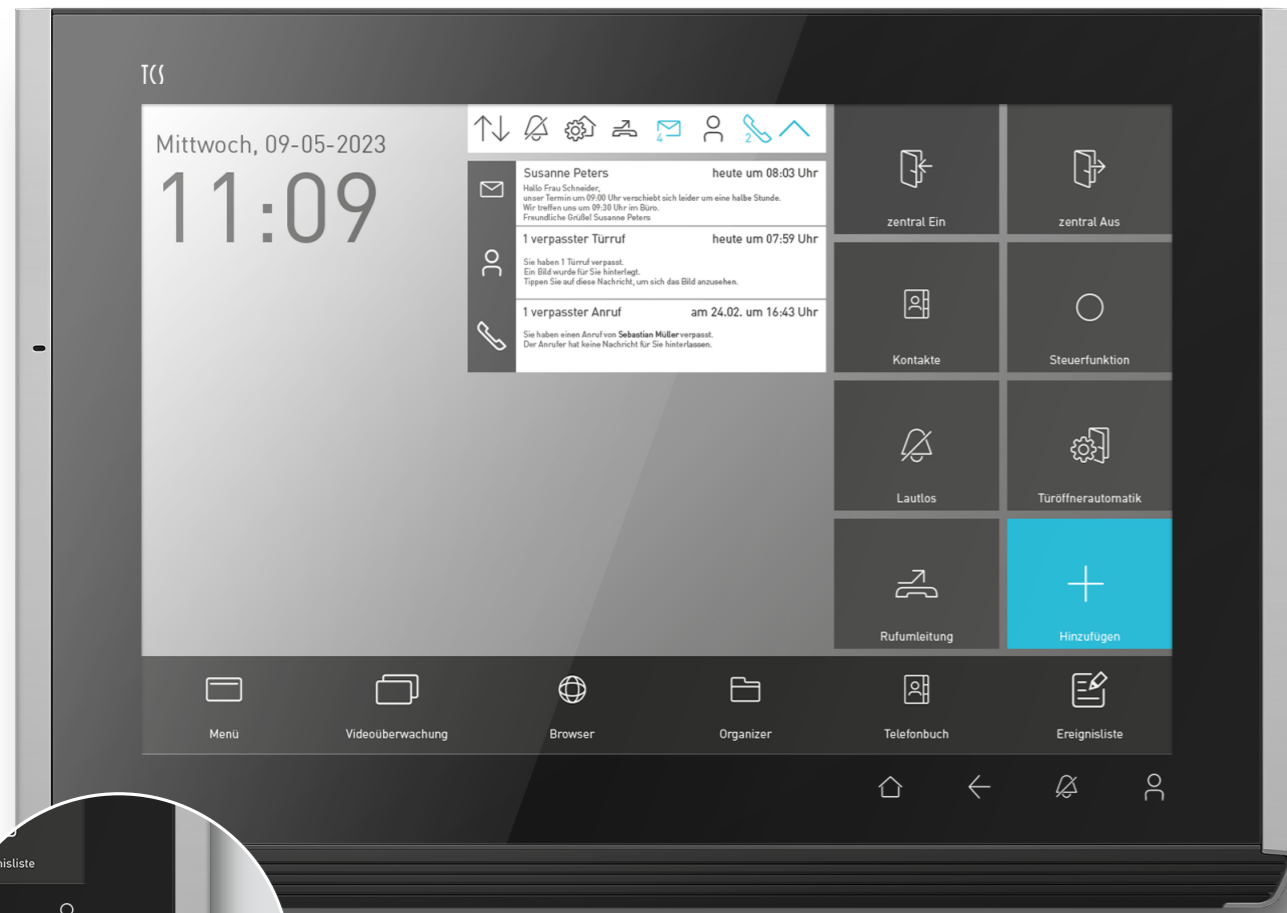 TCS
Mittwoch, 09-05-2023
11:09
4
2
Susanne Peters heute um 08:03 Uhr
Hallo Frau Schneider,
unser Termin um 09:00 Uhr verschiebt sich leider um eine halbe Stunde.
Wir treffen uns um 09:30 Uhr im Büro.
Freundliche Grüße! Susanne Peters
1 verpasster Türruf heute um 07:59 Uhr
Sie haben 1 Türruf verpasst.
Ein Bild wurde für Sie hinterlegt.
Tippen Sie auf diese Nachricht, um sich das Bild anzusehen.
1 verpasster Anruf am 24.02. um 16:43 Uhr
Sie haben einen Anruf von Sebastian Müller verpasst.
Der Anrufer hat keine Nachricht für Sie hinterlassen.
zentral Ein
zentral Aus
Kontakte
Steuerfunktion
Lautlos
Türöffnerautomatik
Rufumleitung
Hinzufügen
Menü
Videoüberwachung
Browser
Organizer
Telefonbuch
Ereignisliste
nisliste